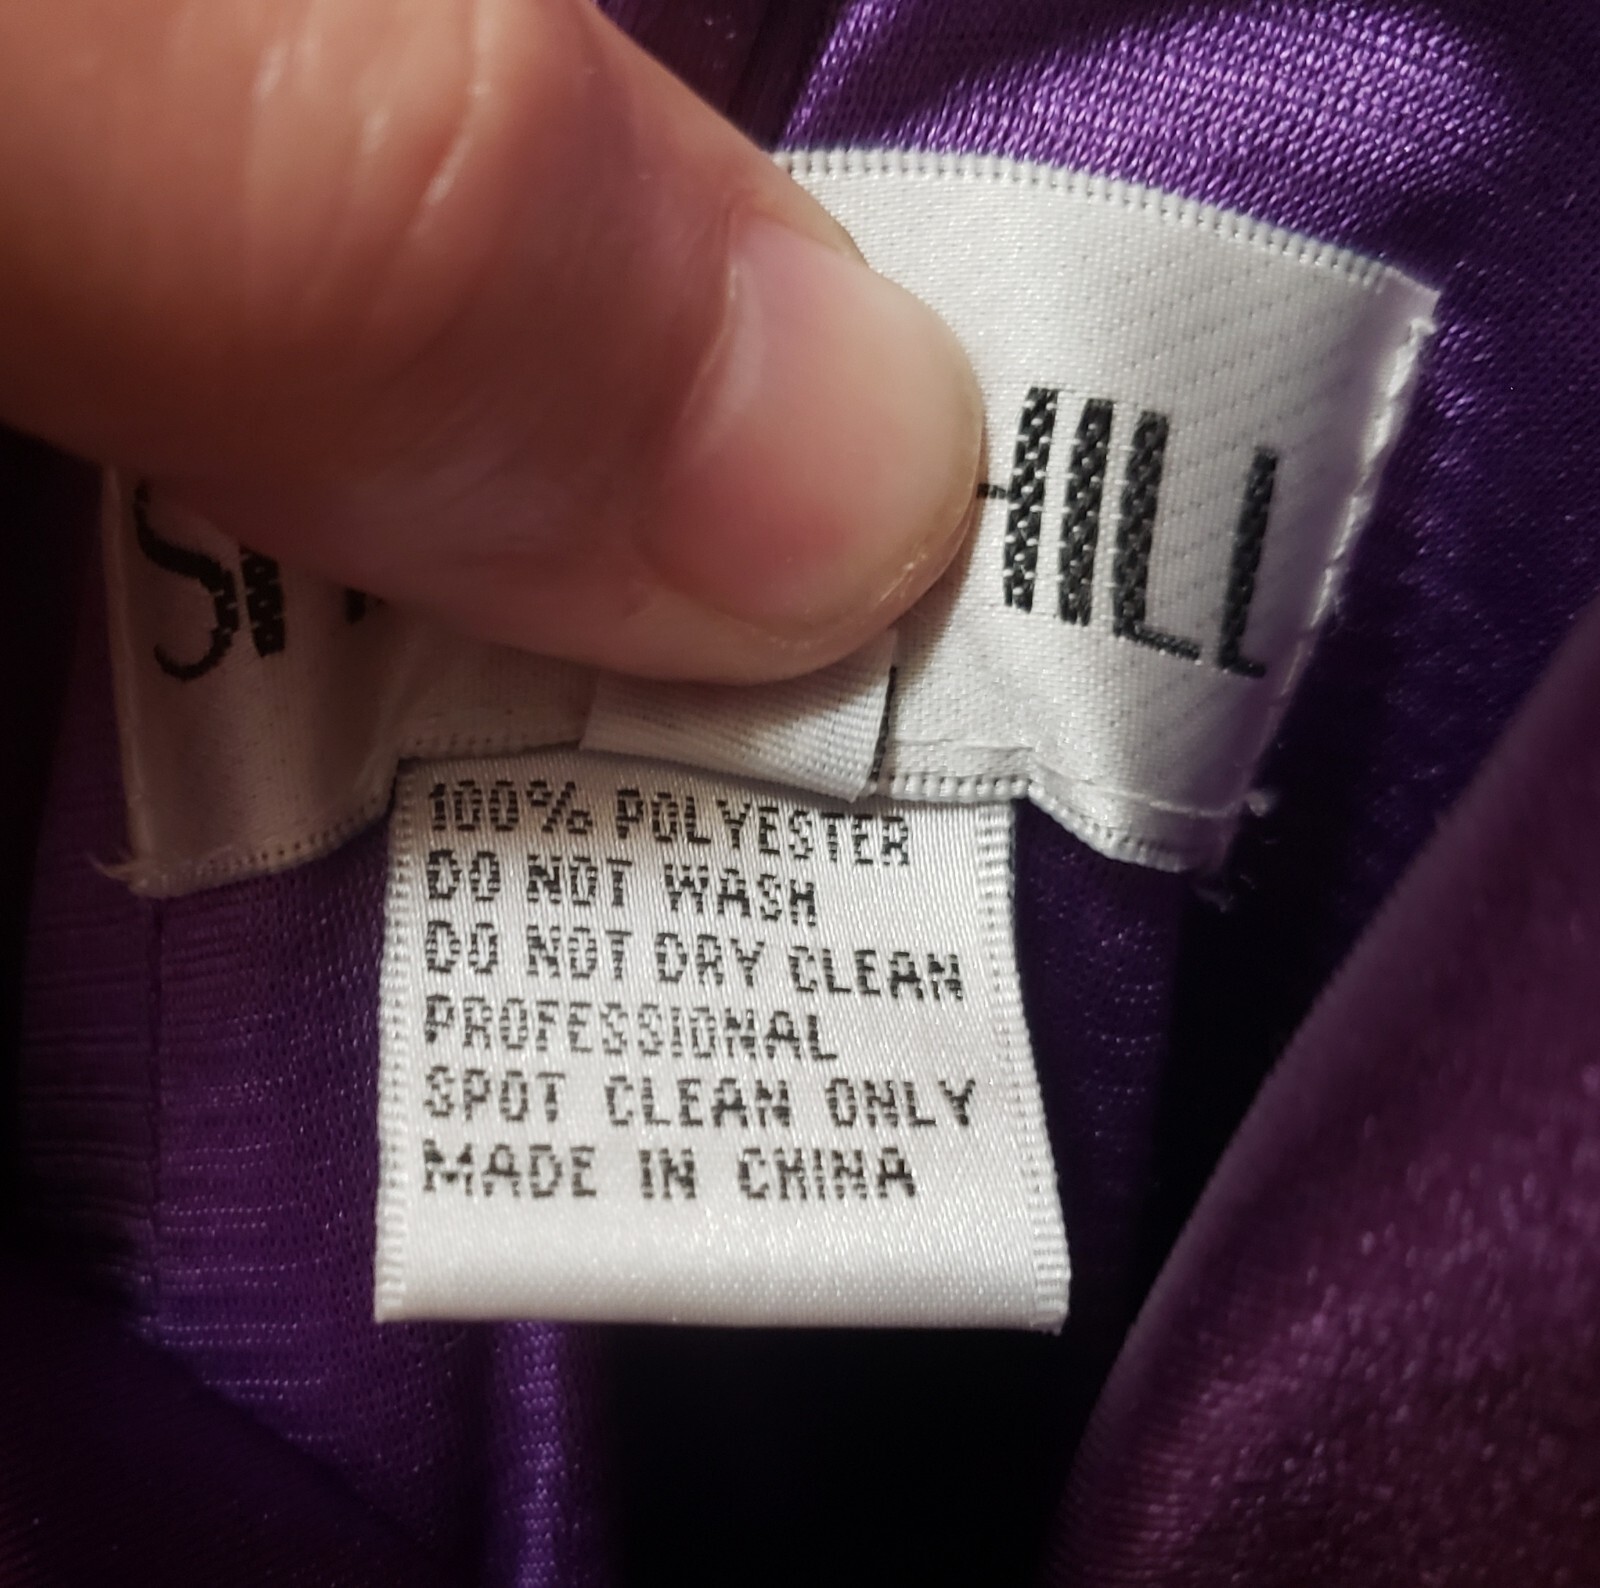 HILL
100% POLYESTER
DO NOT WASH
DO NOT DRY CLEAN
PROFESSIONAL
SPOT CLEAN ONLY
MADE IN CHINA